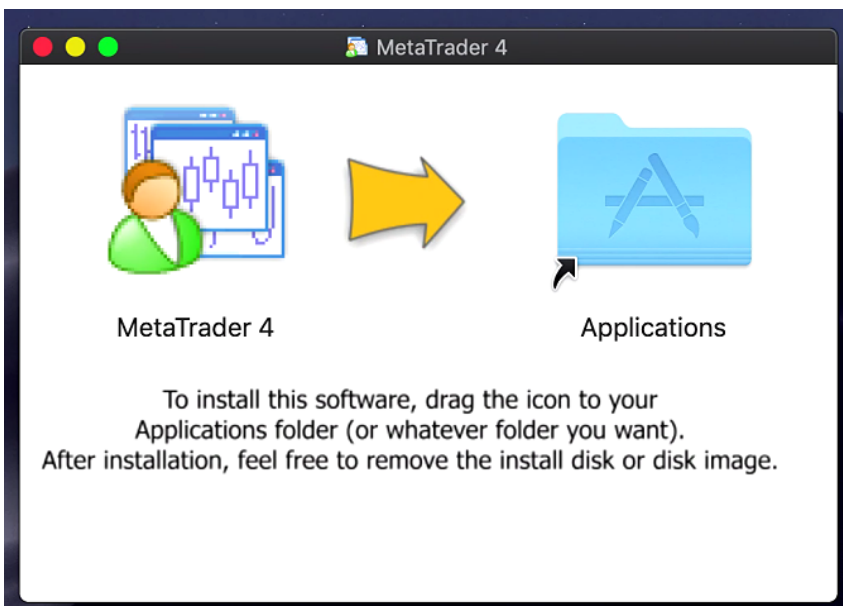 MetaTrader 4
MetaTrader 4
Applications
To install this software, drag the icon to your
Applications folder (or whatever folder you want).
After installation, feel free to remove the install disk or disk image.